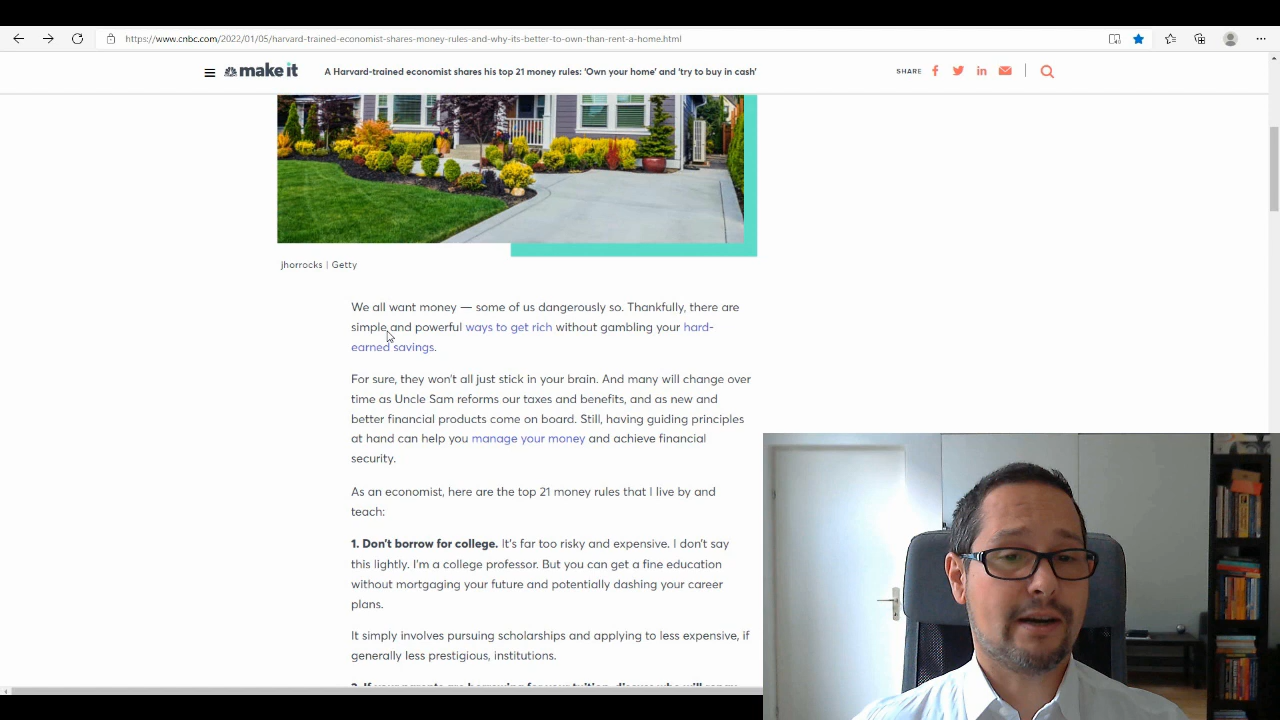 https://www.cnbc.com/2022/01/05/harvard-trained-economist-shares-money-rules-and-why-its-better-to-own-than-rent-a-home.html
make it
A Harvard-trained economist shares his top 21 money rules: ‘Own your home’ and ‘try to buy in cash’
SHARE
jhorrocks | Getty
We all want money — some of us dangerously so. Thankfully, there are
simple and powerful ways to get rich without gambling your hard-
earned savings.
For sure, they won’t all just stick in your brain. And many will change over
time as Uncle Sam reforms our taxes and benefits, and as new and
better financial products come on board. Still, having guiding principles
at hand can help you manage your money and achieve financial
security.
As an economist, here are the top 21 money rules that I live by and
teach:
1. Don’t borrow for college. It’s far too risky and expensive. I don’t say
this lightly. I’m a college professor. But you can get a fine education
without mortgaging your future and potentially dashing your career
plans.
It simply involves pursuing scholarships and applying to less expensive, if
generally less prestigious, institutions.